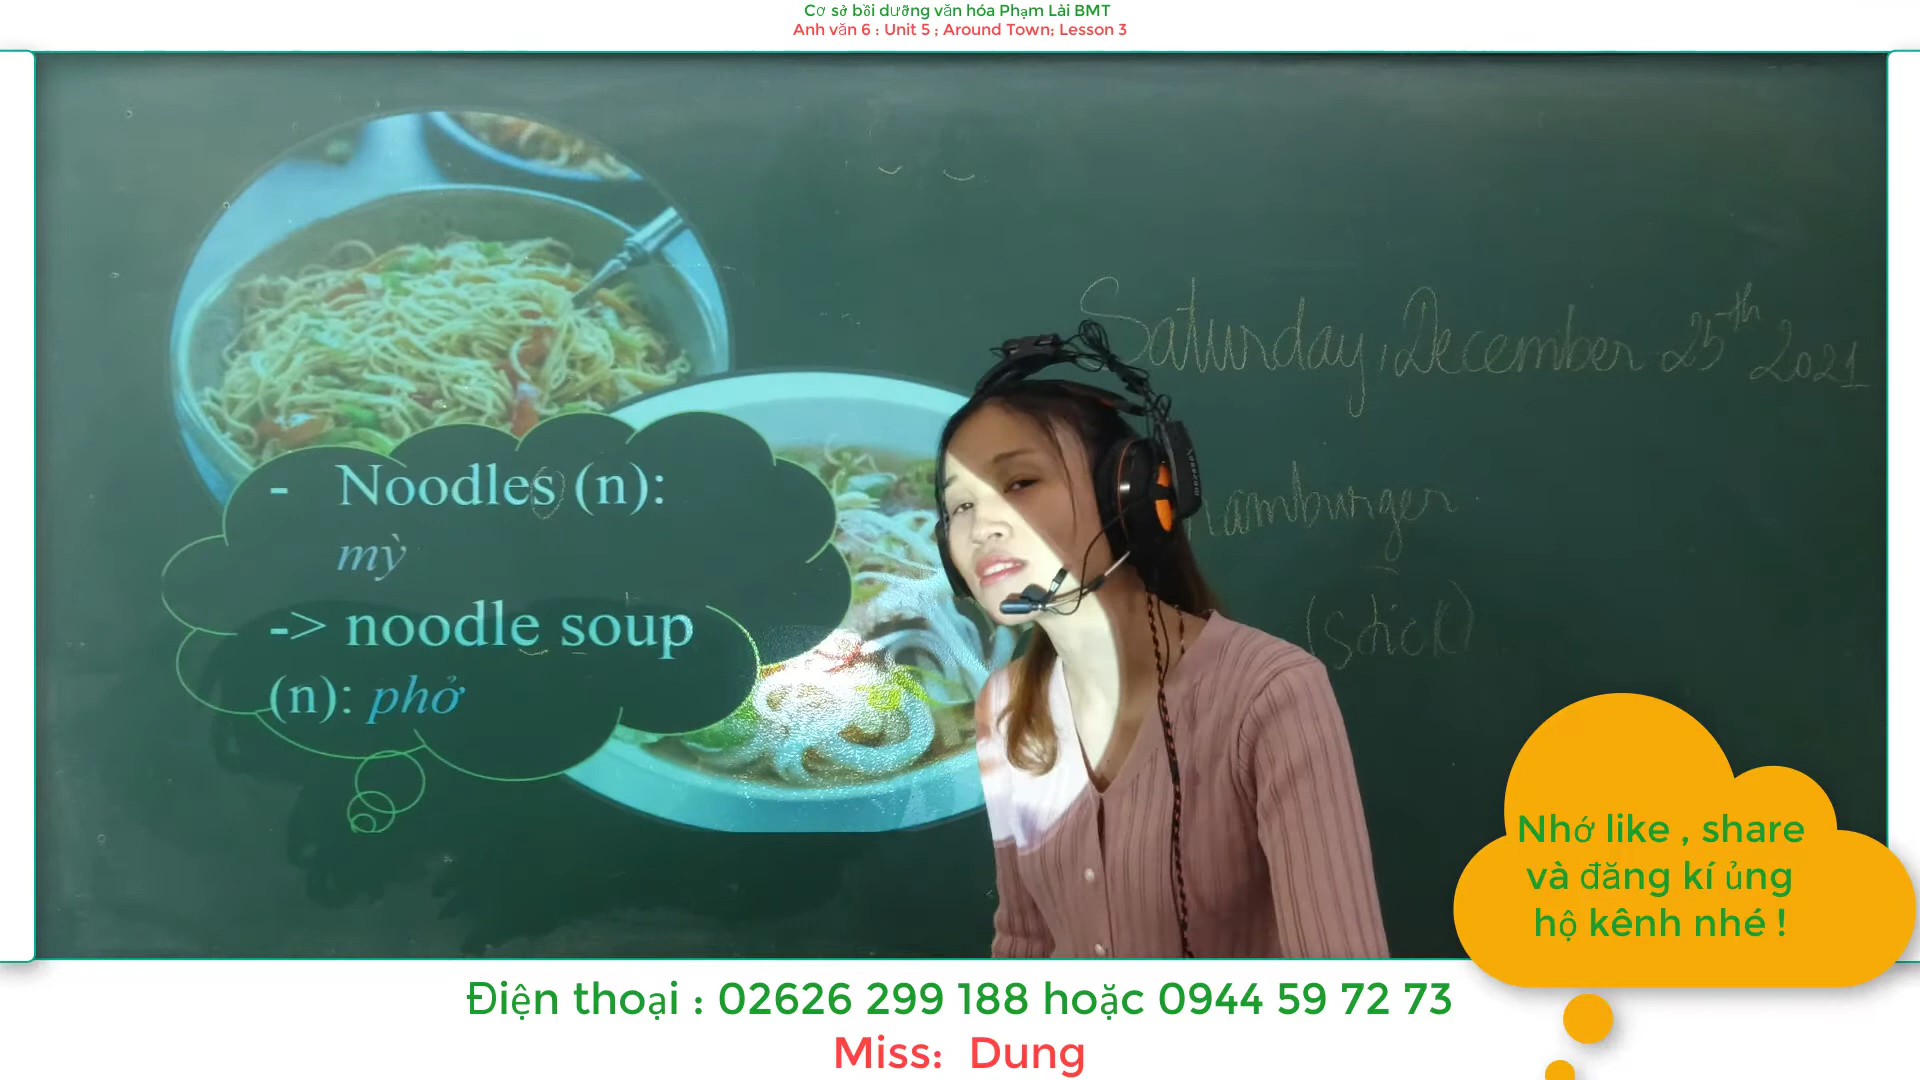 Cơ sở bồi dưỡng văn hóa Phạm Lài BMT
Anh văn 6 : Unit 5 ; Around Town; Lesson 3
Saturday, December 25th 2021
- Noodles (n):
mỳ
-> noodle soup
(n): phở
hamburger
(stick)
Nhớ like , share
và đăng kí ủng
hộ kênh nhé !
Điện thoại : 02626 299 188 hoặc 0944 59 72 73
Miss: Dung